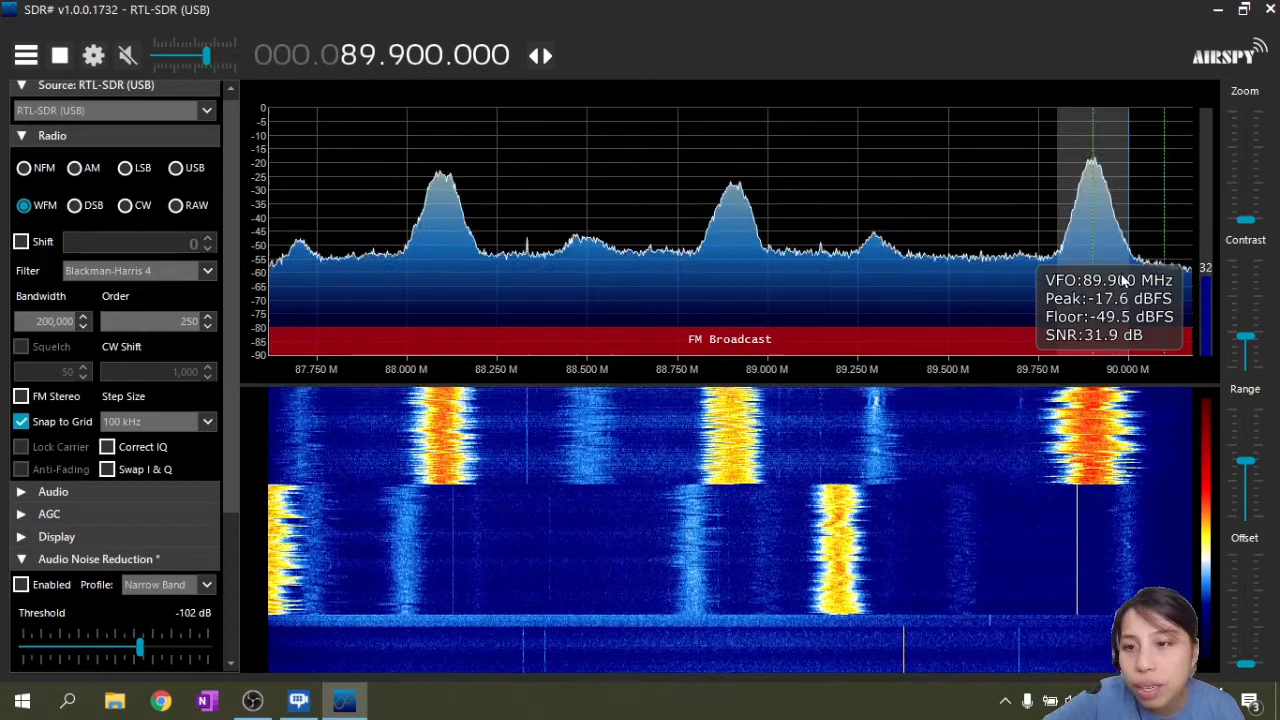 SDR# v1.0.0.1732 - RTL-SDR (USB)
000.089.900.000
AIRSPY
Source: RTL-SDR (USB)
RTL-SDR (USB)
Radio
NFM AM LSB USB
WFM DSB CW RAW
Shift 0
Filter Blackman-Harris 4
Bandwidth Order
200,000 250
Squelch CW Shift
50 1,000
FM Stereo Step Size
Snap to Grid 100 kHz
Lock Carrier Correct IQ
Anti-Fading Swap I & Q
Audio
AGC
Display
Audio Noise Reduction *
Enabled Profile: Narrow Band
Threshold -102 dB
0
-5
-10
-15
-20
-25
-30
-35
-40
-45
-50
-55
-60
-65
-70
-75
-80
-85
-90
VFO:89.900 MHz
Peak:-17.6 dBFS
Floor:-49.5 dBFS
SNR:31.9 dB
32
FM Broadcast
87.750 M 88.000 M 88.250 M 88.500 M 88.750 M 89.000 M 89.250 M 89.500 M 89.750 M 90.000 M
Zoom
Contrast
Range
Offset
3